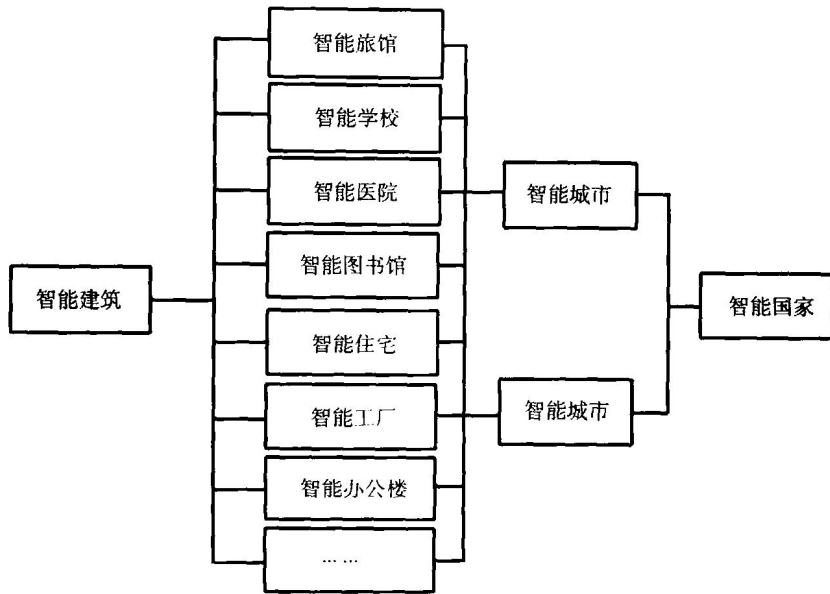 智能建筑
智能旅馆
智能学校
智能医院
智能图书馆
智能住宅
智能工厂
智能办公楼
……
智能城市
智能城市
智能国家